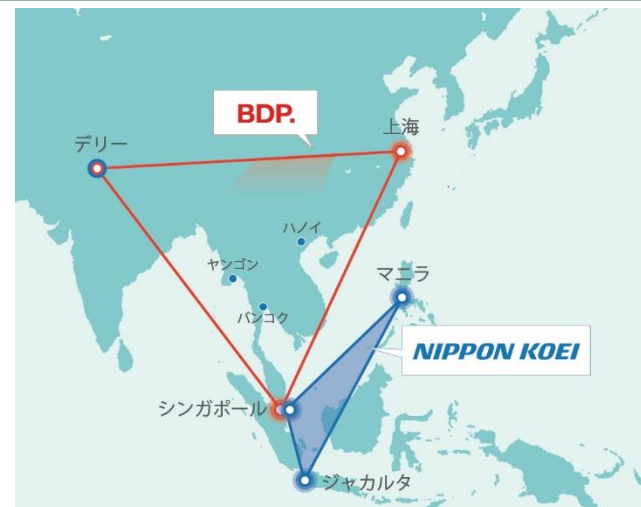 BDP.
上海
デリー
ハノイ
ヤンゴン
マニラ
バンコク
NIPPON KOEI
シンガポール
ジャカルタ